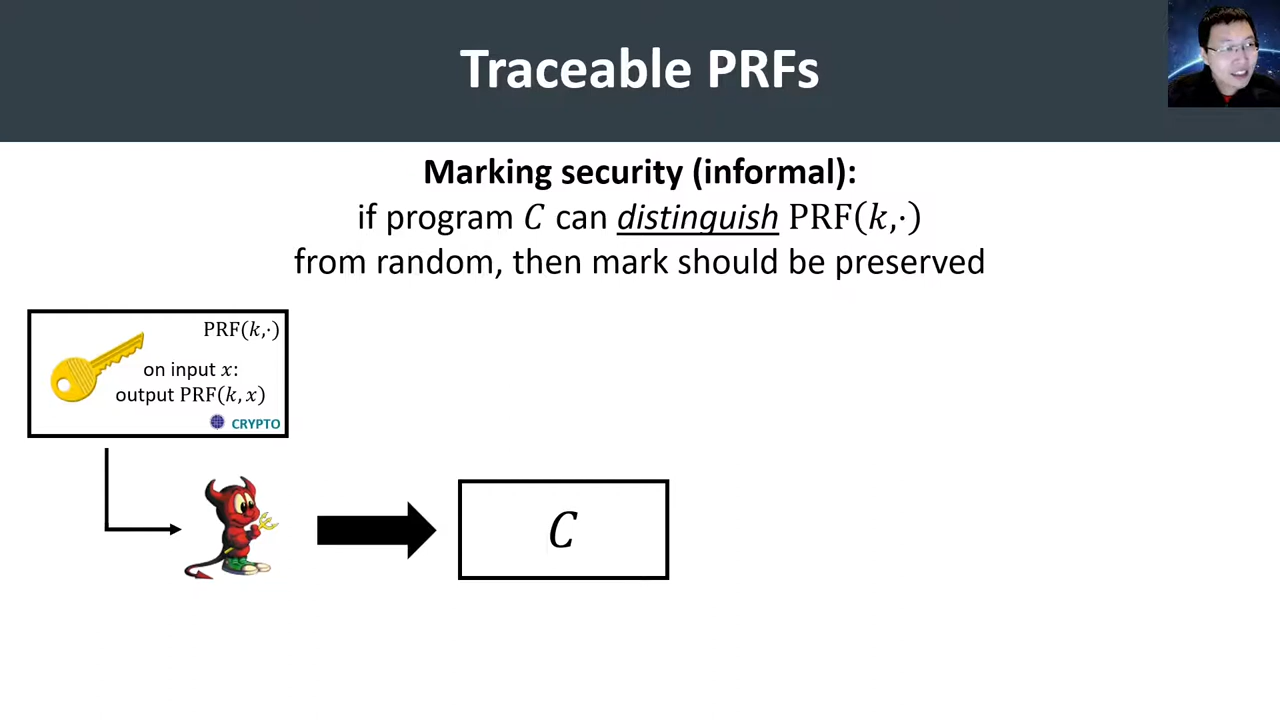 Traceable PRFs
Marking security (informal):
if program C can distinguish PRF(k,·)
from random, then mark should be preserved
PRF(k,·)
on input x:
output PRF(k, x)
CRYPTO
C